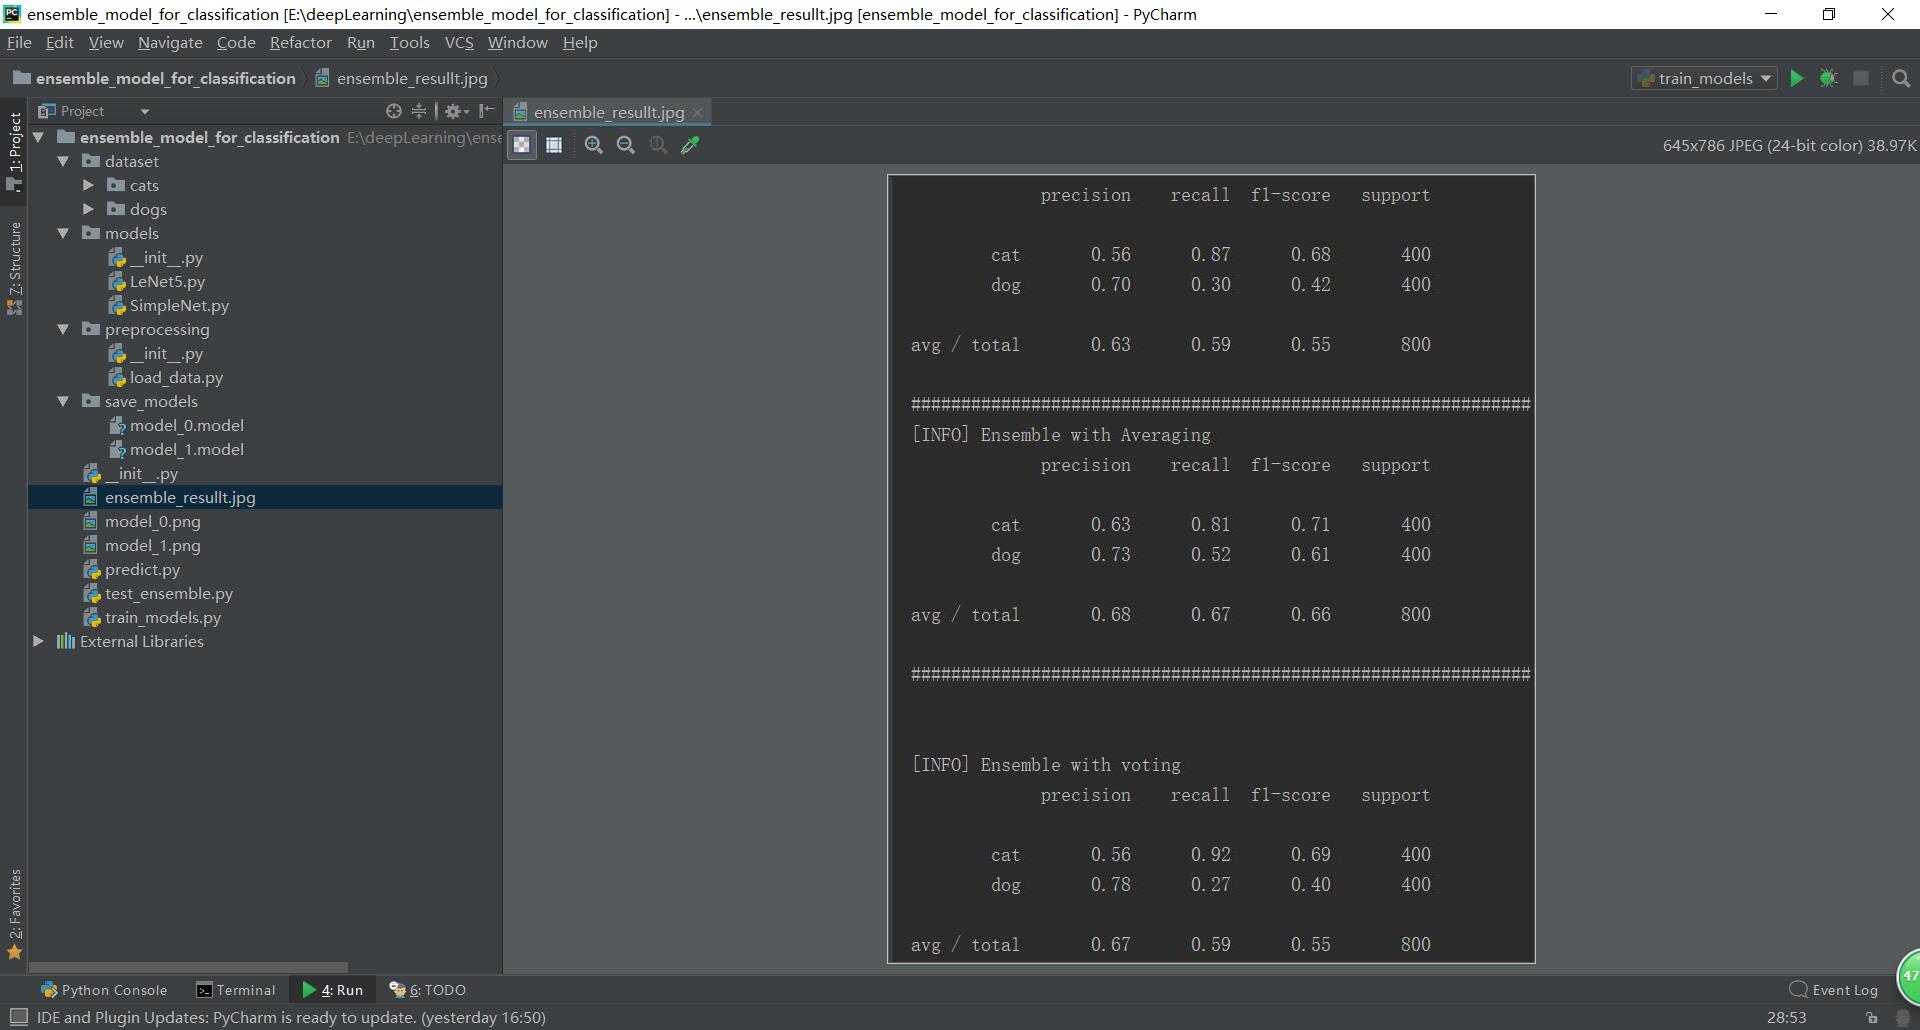 ensemble_model_for_classification [E:\deepLearning\ensemble_model_for_classification] - ...\ensemble_resullt.jpg [ensemble_model_for_classification] - PyCharm
File Edit View Navigate Code Refactor Run Tools VCS Window Help
ensemble_model_for_classification ensemble_resullt.jpg train_models
1: Project
Z: Structure
2: Favorites
Project
ensemble_model_for_classification E:\deepLearning\ense
dataset
cats
dogs
models
__init__.py
LeNet5.py
SimpleNet.py
preprocessing
__init__.py
load_data.py
save_models
model_0.model
model_1.model
__init__.py
ensemble_resullt.jpg
model_0.png
model_1.png
predict.py
test_ensemble.py
train_models.py
External Libraries
ensemble_resullt.jpg
645x786 JPEG (24-bit color) 38.97K
precision recall f1-score support
cat 0.56 0.87 0.68 400
dog 0.70 0.30 0.42 400
avg / total 0.63 0.59 0.55 800
##############################################################
[INFO] Ensemble with Averaging
precision recall f1-score support
cat 0.63 0.81 0.71 400
dog 0.73 0.52 0.61 400
avg / total 0.68 0.67 0.66 800
##############################################################
[INFO] Ensemble with voting
precision recall f1-score support
cat 0.56 0.92 0.69 400
dog 0.78 0.27 0.40 400
avg / total 0.67 0.59 0.55 800
47
Python Console Terminal 4: Run 6: TODO Event Log
IDE and Plugin Updates: PyCharm is ready to update. (yesterday 16:50) 28:53